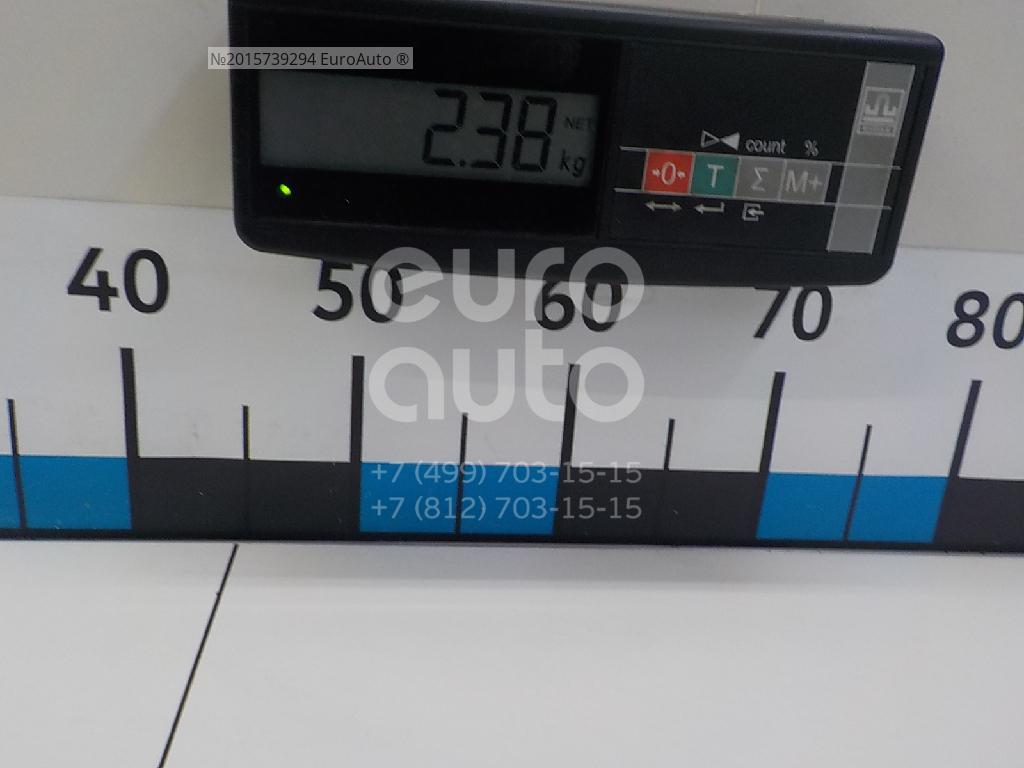 №2015739294 EuroAuto ®
2.38 NET kg
count %
→0← T Σ M+
40 50 60 70 80
euro
auto
+7 (499) 703-15-15
+7 (812) 703-15-15